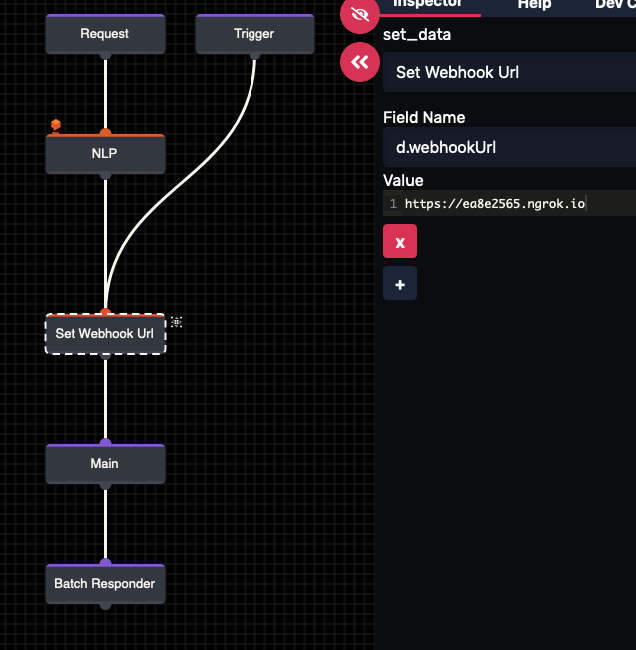 Request
Trigger
NLP
Set Webhook Url
Main
Batch Responder
Inspector
Help
Dev C
set_data
Set Webhook Url
Field Name
d.webhookUrl
Value
1 https://ea8e2565.ngrok.io
x
+